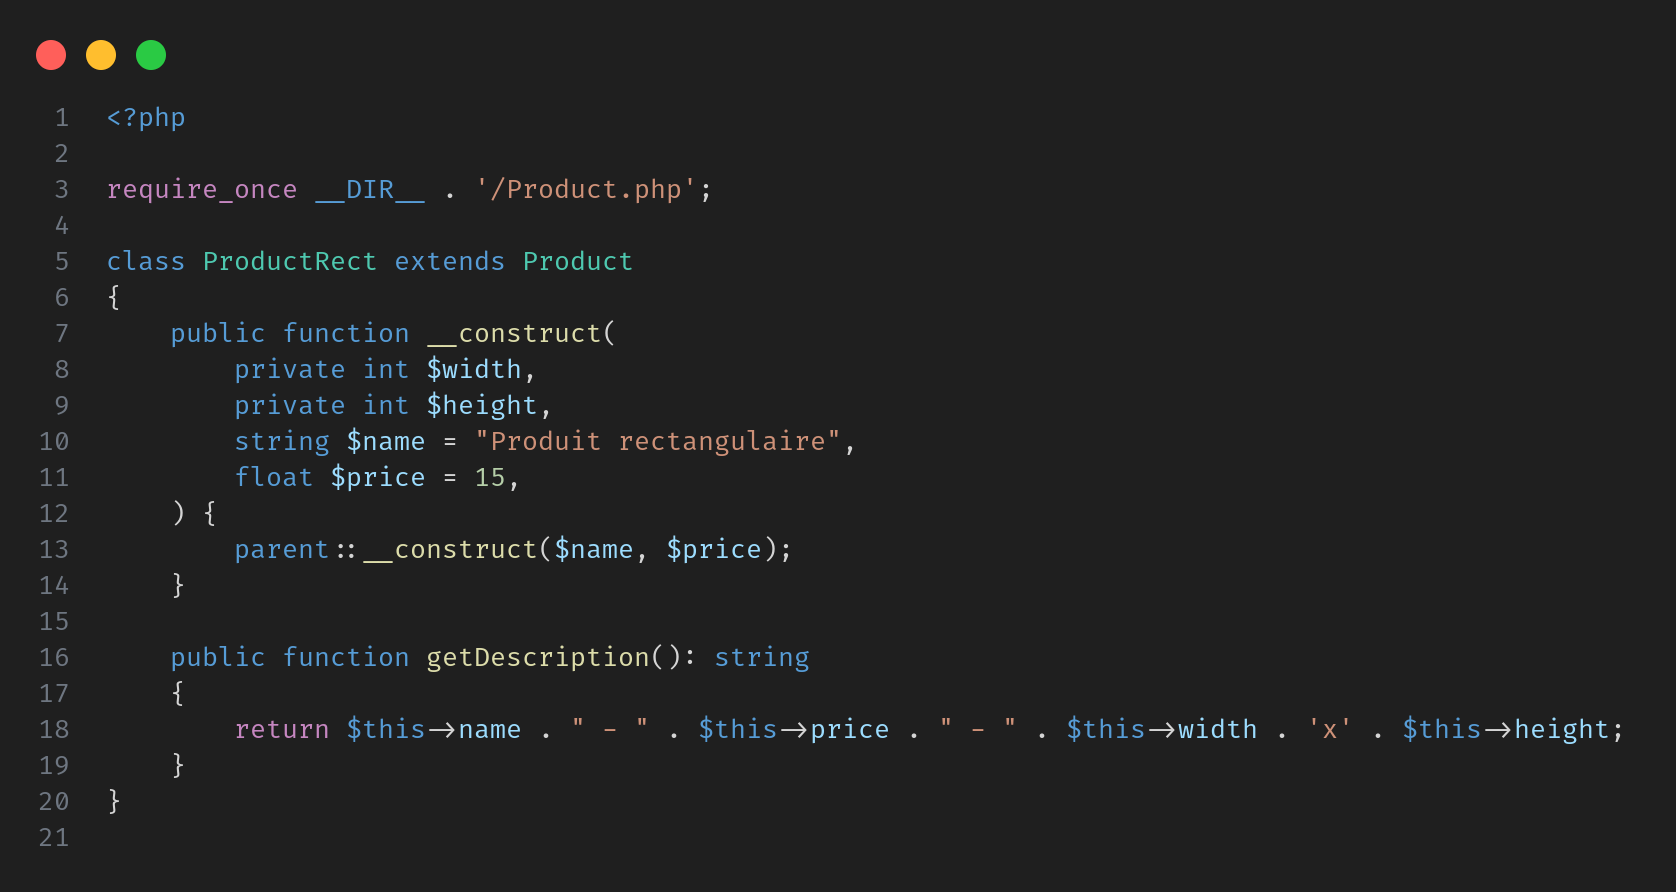 1 <?php
2
3 require_once __DIR__ . '/Product.php';
4
5 class ProductRect extends Product
6 {
7     public function __construct(
8         private int $width,
9         private int $height,
10         string $name = "Produit rectangulaire",
11         float $price = 15,
12     ) {
13         parent::__construct($name, $price);
14     }
15
16     public function getDescription(): string
17     {
18         return $this->name . " - " . $this->price . " - " . $this->width . 'x' . $this->height;
19     }
20 }
21